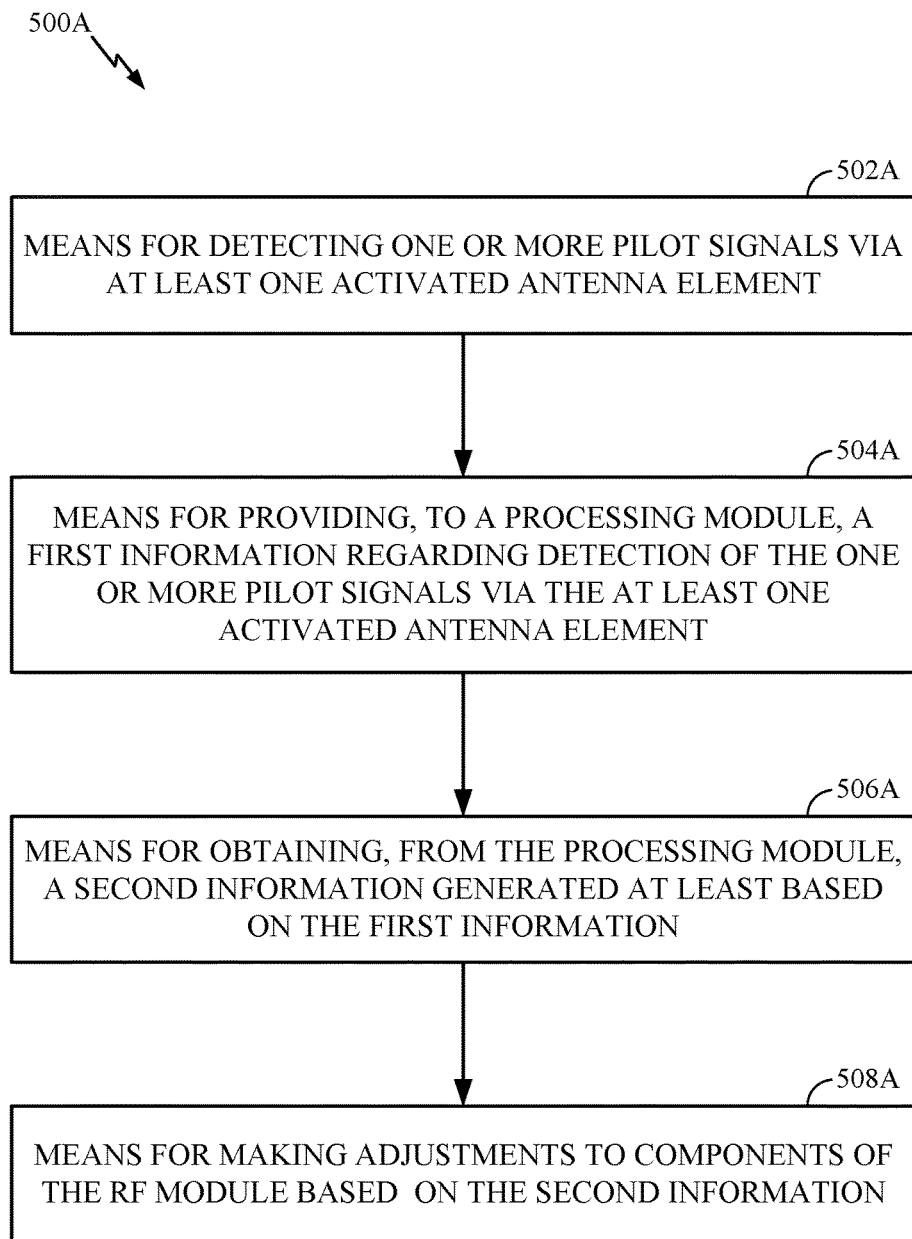 500A
502A
MEANS FOR DETECTING ONE OR MORE PILOT SIGNALS VIA
AT LEAST ONE ACTIVATED ANTENNA ELEMENT
504A
MEANS FOR PROVIDING, TO A PROCESSING MODULE, A
FIRST INFORMATION REGARDING DETECTION OF THE ONE
OR MORE PILOT SIGNALS VIA THE AT LEAST ONE
ACTIVATED ANTENNA ELEMENT
506A
MEANS FOR OBTAINING, FROM THE PROCESSING MODULE,
A SECOND INFORMATION GENERATED AT LEAST BASED
ON THE FIRST INFORMATION
508A
MEANS FOR MAKING ADJUSTMENTS TO COMPONENTS OF
THE RF MODULE BASED ON THE SECOND INFORMATION